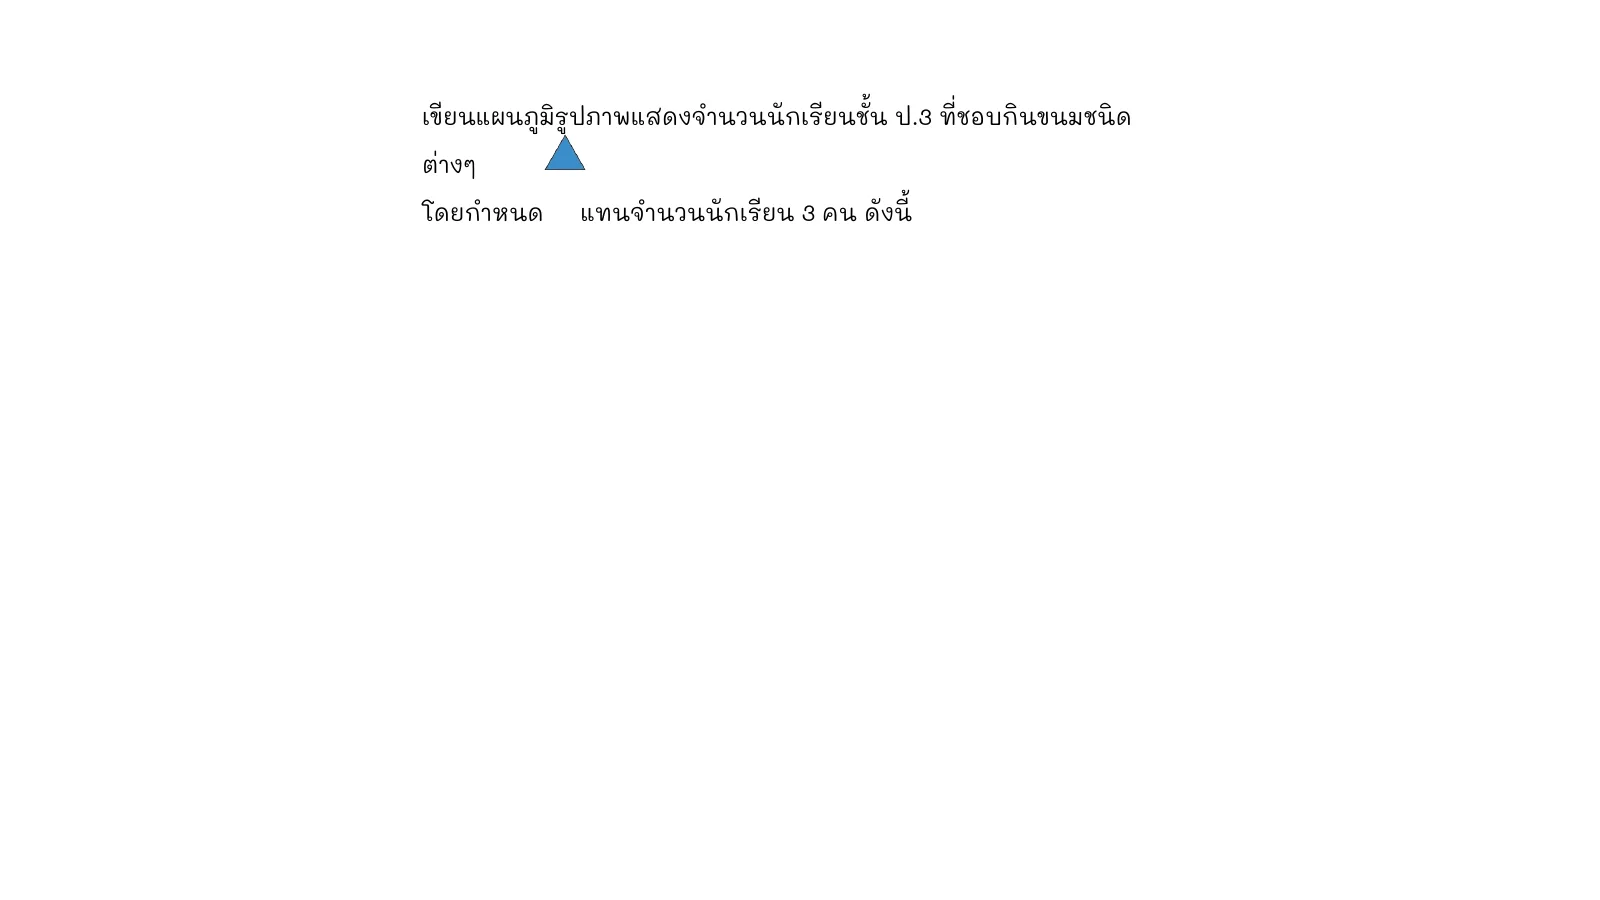 เขียนแผนภูมิรูปภาพแสดงจำนวนนักเรียนชั้น ป.3 ที่ชอบกินขนมชนิด
ต่างๆ
โดยกำหนด แทนจำนวนนักเรียน 3 คน ดังนี้